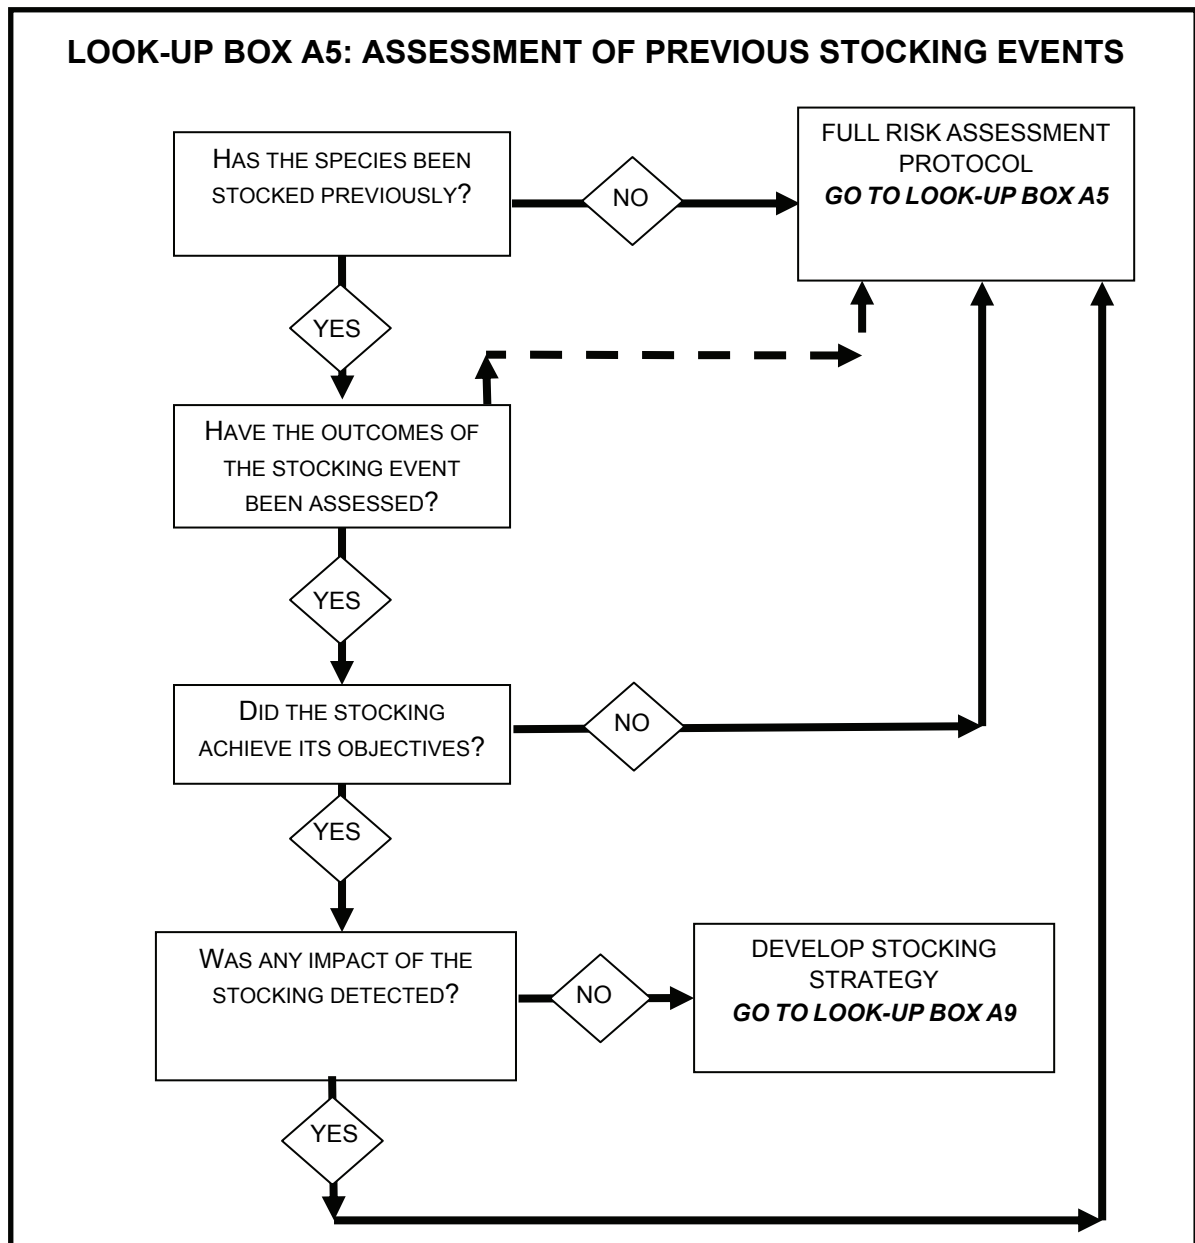 LOOK-UP BOX A5: ASSESSMENT OF PREVIOUS STOCKING EVENTS
HAS THE SPECIES BEEN
STOCKED PREVIOUSLY?
NO
FULL RISK ASSESSMENT
PROTOCOL
GO TO LOOK-UP BOX A5
YES
HAVE THE OUTCOMES OF
THE STOCKING EVENT
BEEN ASSESSED?
YES
DID THE STOCKING
ACHIEVE ITS OBJECTIVES?
NO
YES
WAS ANY IMPACT OF THE
STOCKING DETECTED?
NO
DEVELOP STOCKING
STRATEGY
GO TO LOOK-UP BOX A9
YES